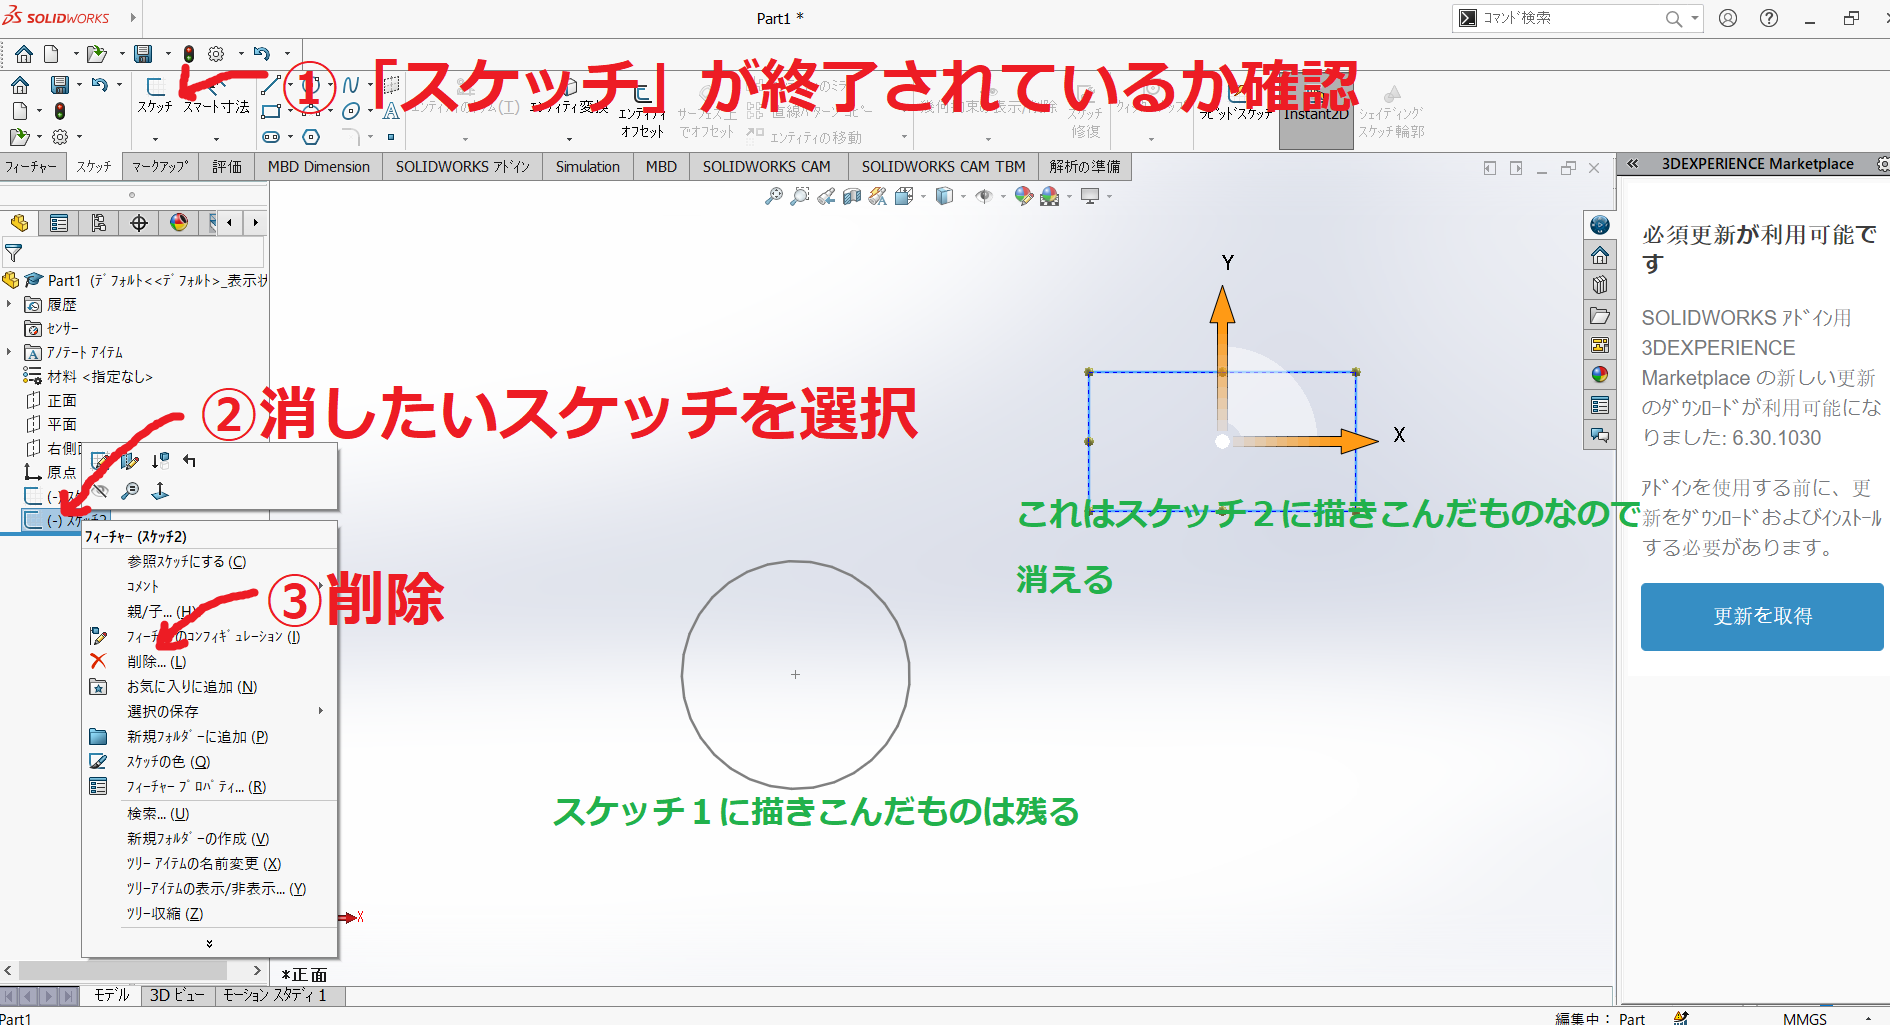 SOLIDWORKS
Part1 *
コマンド検索
①「スケッチ」が終了されているか確認
スケッチ
スマート寸法
エンティティ変換
エンティティ
オフセット
サーフェス上
でオフセット
エンティティの移動
スケッチ
修復
Instant2D
シェイディング
スケッチ輪郭
フィーチャー
スケッチ
マークアップ
評価
MBD Dimension
SOLIDWORKS アドイン
Simulation
MBD
SOLIDWORKS CAM
SOLIDWORKS CAM TBM
解析の準備
3DEXPERIENCE Marketplace
必須更新が利用可能で
す
SOLIDWORKS アドイン用
3DEXPERIENCE
Marketplace の新しい更新
のダウンロードが利用可能にな
りました: 6.30.1030
アドインを使用する前に、更
新をダウンロードおよびインストール
する必要があります。
更新を取得
Part1 (デフォルト<<デフォルト>_表示状
履歴
センサー
アノテート アイテム
材料 <指定なし>
正面
平面
右側面
原点
(-) スケッチ2
②消したいスケッチを選択
フィーチャー (スケッチ2)
参照スケッチにする (C)
コメント
親/子... (H)
フィーチャーのコンフィギュレーション (I)
削除... (L)
お気に入りに追加 (N)
選択の保存
新規フォルダーに追加 (P)
スケッチの色 (Q)
フィーチャー プロパティ... (R)
検索... (U)
新規フォルダーの作成 (V)
ツリー アイテムの名前変更 (X)
ツリーアイテムの表示/非表示... (Y)
ツリー収縮 (Z)
③削除
Y
X
これはスケッチ２に描きこんだものなので
消える
スケッチ１に描きこんだものは残る
X
*正面
モデル
3D ビュー
モーション スタディ 1
Part1
編集中： Part
MMGS